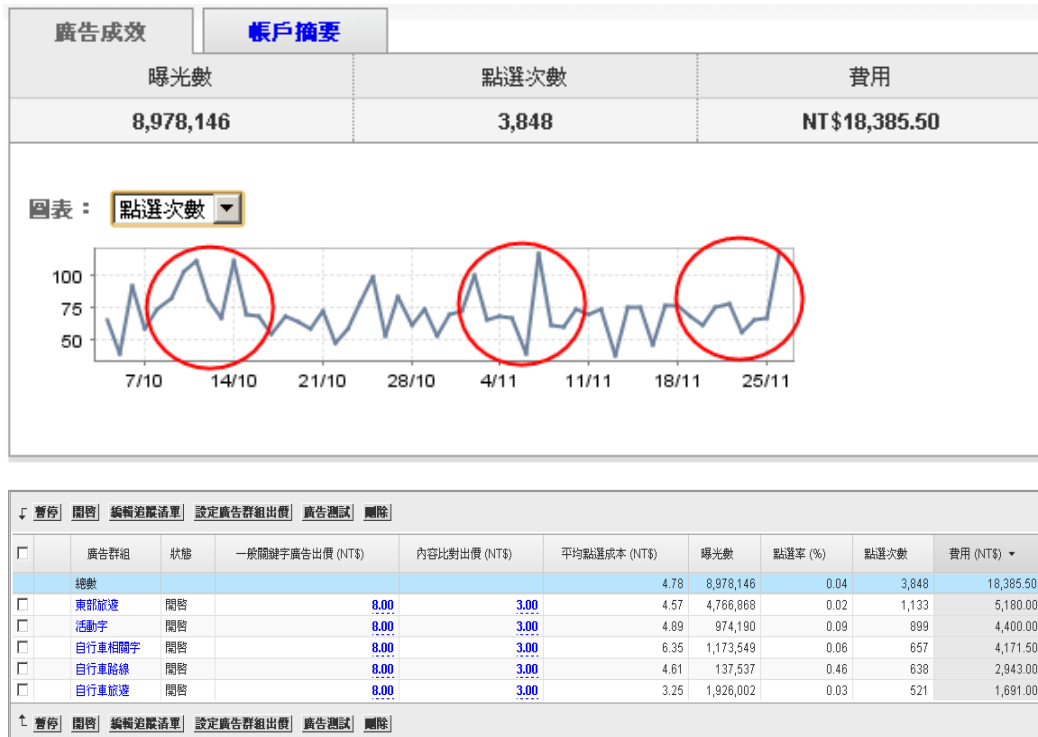 廣告成效 帳戶摘要
曝光數 點選次數 費用
8,978,146 3,848 NT$18,385.50
圖表： 點選次數
100
75
50
7/10 14/10 21/10 28/10 4/11 11/11 18/11 25/11
暫停 開啟 編輯追蹤清單 設定廣告群組出價 廣告測試 刪除
廣告群組 狀態 一般關鍵字廣告出價 (NT$) 內容比對出價 (NT$) 平均點選成本 (NT$) 曝光數 點選率 (%) 點選次數 費用 (NT$)
總數 4.78 8,978,146 0.04 3,848 18,385.50
東部旅遊 開啟 8.00 3.00 4.57 4,766,868 0.02 1,133 5,180.00
活動字 開啟 8.00 3.00 4.89 974,190 0.09 899 4,400.00
自行車相關字 開啟 8.00 3.00 6.35 1,173,549 0.06 657 4,171.50
自行車路線 開啟 8.00 3.00 4.61 137,537 0.46 638 2,943.00
自行車旅遊 開啟 8.00 3.00 3.25 1,926,002 0.03 521 1,691.00
暫停 開啟 編輯追蹤清單 設定廣告群組出價 廣告測試 刪除